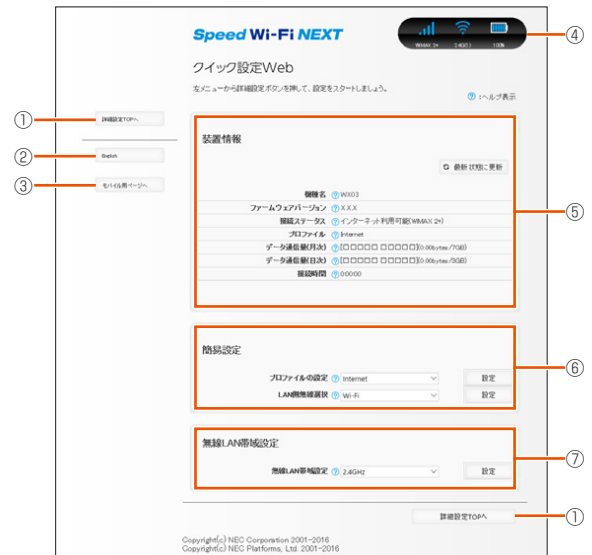 Speed Wi-Fi NEXT
WiMAX 2+ 2.4G(1) 100%
④
クイック設定Web
左メニューから詳細設定ボタンを押して、設定をスタートしましょう。
? :ヘルプ表示
① 詳細設定TOPへ
② English
③ モバイル用ページへ
装置情報
最新状態に更新
機種名 ? WX03
ファームウェアバージョン ? X.X.X
接続ステータス ? インターネット利用可能(WiMAX 2+)
プロファイル ? Internet
データ通信量(月次) ? [□□□□□ □□□□□](0.00bytes/7GB)
データ通信量(日次) ? [□□□□□ □□□□□](0.00bytes/3GB)
接続時間 ? 0:00:00
⑤
簡易設定
プロファイルの設定 ? Internet 設定
LAN側無線選択 ? Wi-Fi 設定
⑥
無線LAN帯域設定
無線LAN帯域設定 ? 2.4GHz 設定
⑦
詳細設定TOPへ ①
Copyright(c) NEC Corporation 2001-2016
Copyright(c) NEC Platforms, Ltd. 2001-2016